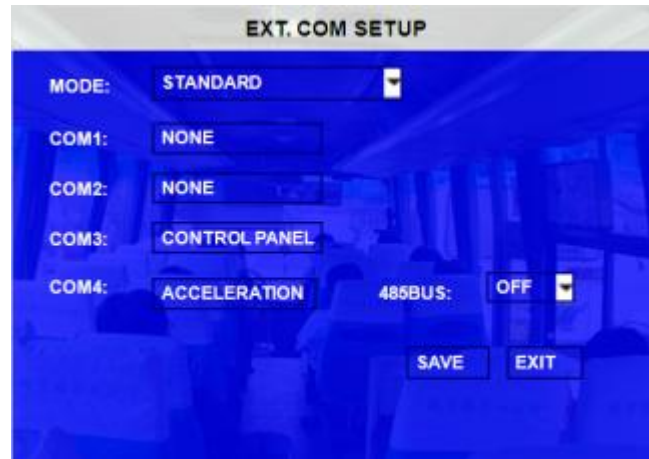 EXT. COM SETUP
MODE: STANDARD
COM1: NONE
COM2: NONE
COM3: CONTROL PANEL
COM4: ACCELERATION 485BUS: OFF
SAVE EXIT